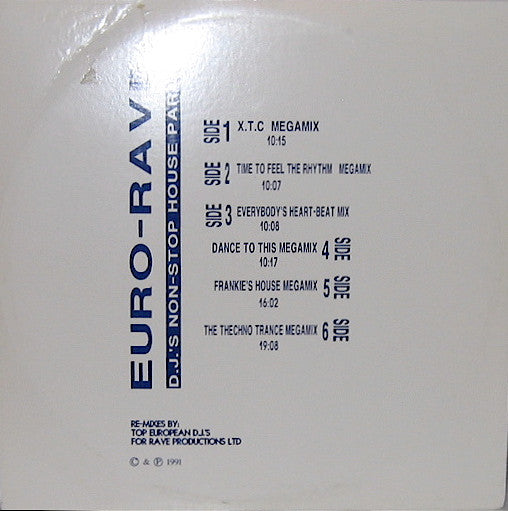 EURO-RAVE
D.J.'S NON-STOP HOUSE PAR
SIDE 1 X.T.C MEGAMIX
10:15
SIDE 2 TIME TO FEEL THE RHYTHM MEGAMIX
10:07
SIDE 3 EVERYBODY'S HEART-BEAT MIX
10:08
DANCE TO THIS MEGAMIX 4 SIDE
10:17
FRANKIE'S HOUSE MEGAMIX 5 SIDE
16:02
THE THECHNO TRANCE MEGAMIX 6 SIDE
19:08
RE-MIXES BY:
TOP EUROPEAN D.J.'S
FOR RAVE PRODUCTIONS LTD
© & ℗ 1991